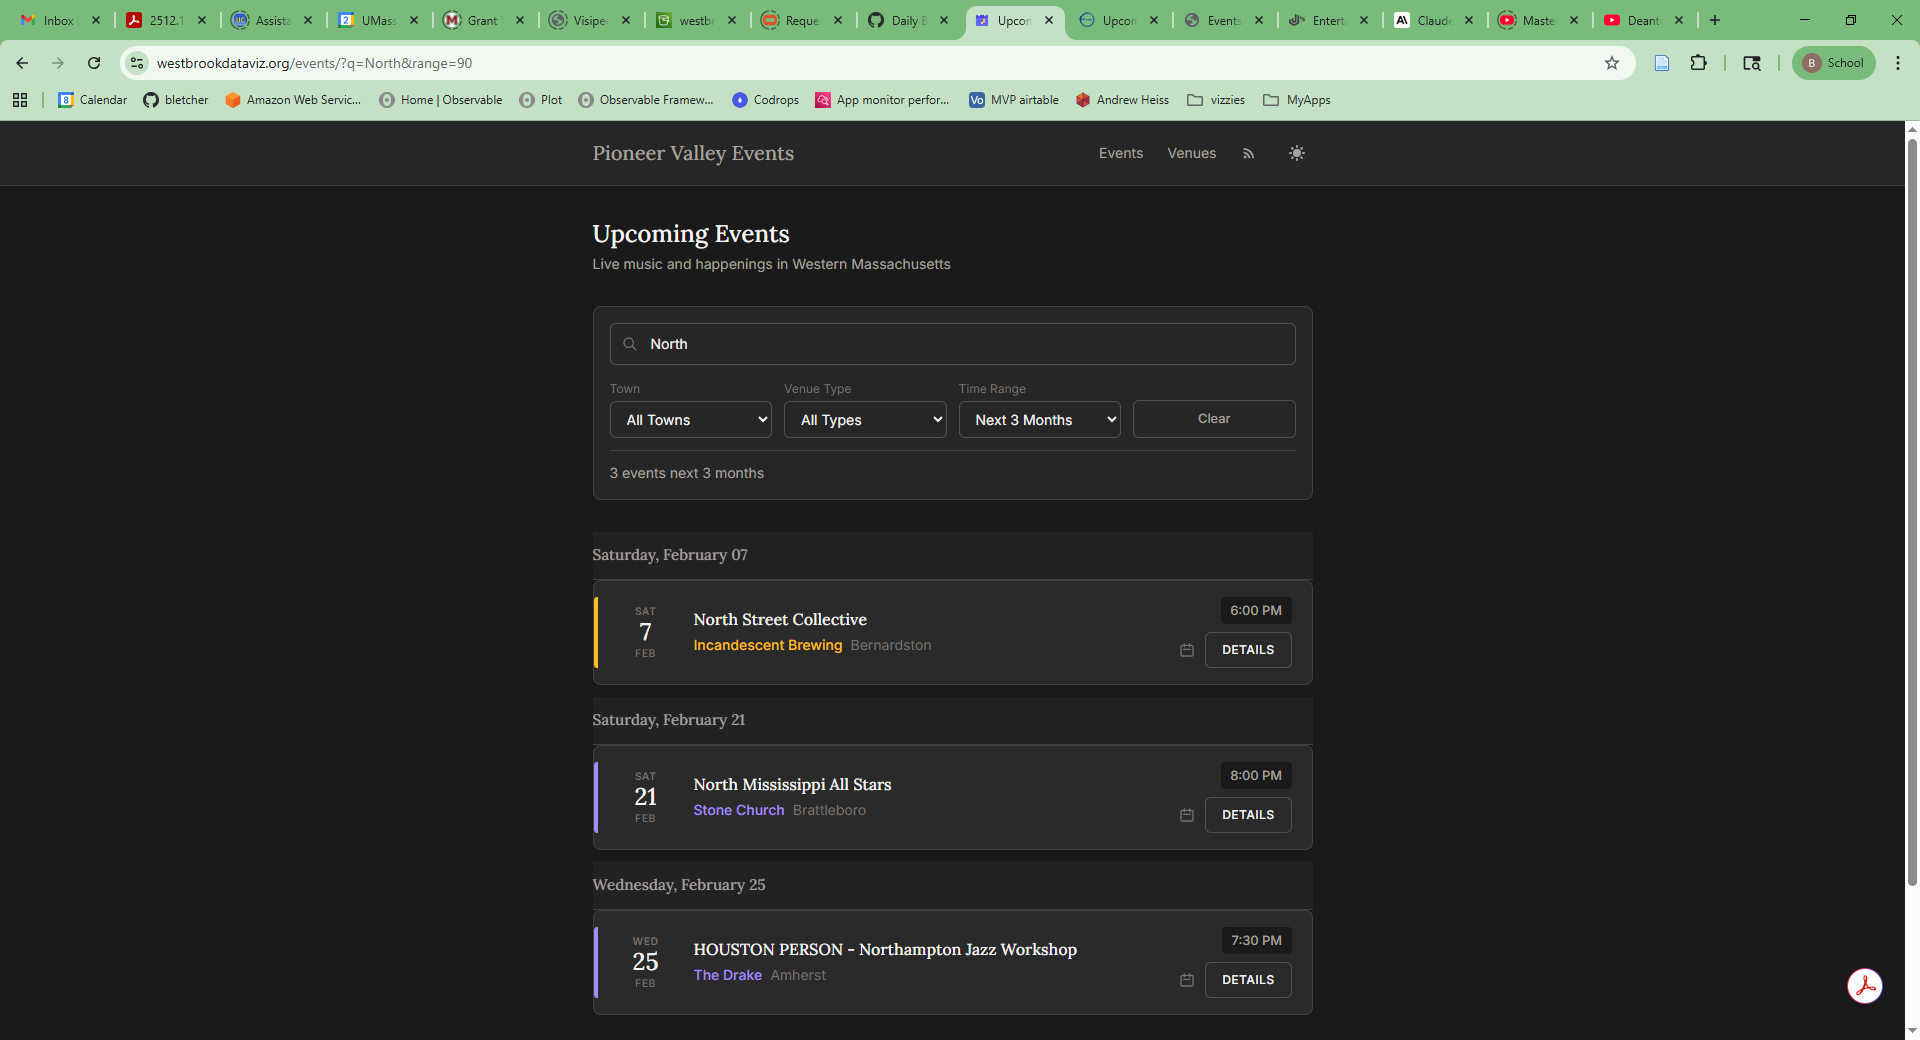 Inbox
2512.1
Assista
UMass
Grant
Visiped
westbr
Reque
Daily E
Upcon
Upcon
Events
Enterta
Claude
Maste
Deant
westbrookdataviz.org/events/?q=North&range=90
B School
Calendar
bletcher
Amazon Web Servic...
Home | Observable
Plot
Observable Framew...
Codrops
App monitor perfor...
MVP airtable
Andrew Heiss
vizzies
MyApps
Pioneer Valley Events
Events Venues
Upcoming Events
Live music and happenings in Western Massachusetts
North
Town Venue Type Time Range
All Towns All Types Next 3 Months Clear
3 events next 3 months
Saturday, February 07
SAT
7
FEB
North Street Collective
Incandescent Brewing Bernardston
6:00 PM
DETAILS
Saturday, February 21
SAT
21
FEB
North Mississippi All Stars
Stone Church Brattleboro
8:00 PM
DETAILS
Wednesday, February 25
WED
25
FEB
HOUSTON PERSON - Northampton Jazz Workshop
The Drake Amherst
7:30 PM
DETAILS